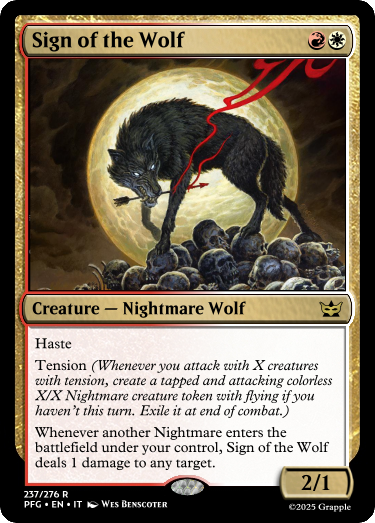 Sign of the Wolf
Creature — Nightmare Wolf
Haste
Tension (Whenever you attack with X creatures
with tension, create a tapped and attacking colorless
X/X Nightmare creature token with flying if you
haven't this turn. Exile it at end of combat.)
Whenever another Nightmare enters the
battlefield under your control, Sign of the Wolf
deals 1 damage to any target.
2/1
237/276 R
PFG • EN • IT Wes Benscoter
©2025 Grapple